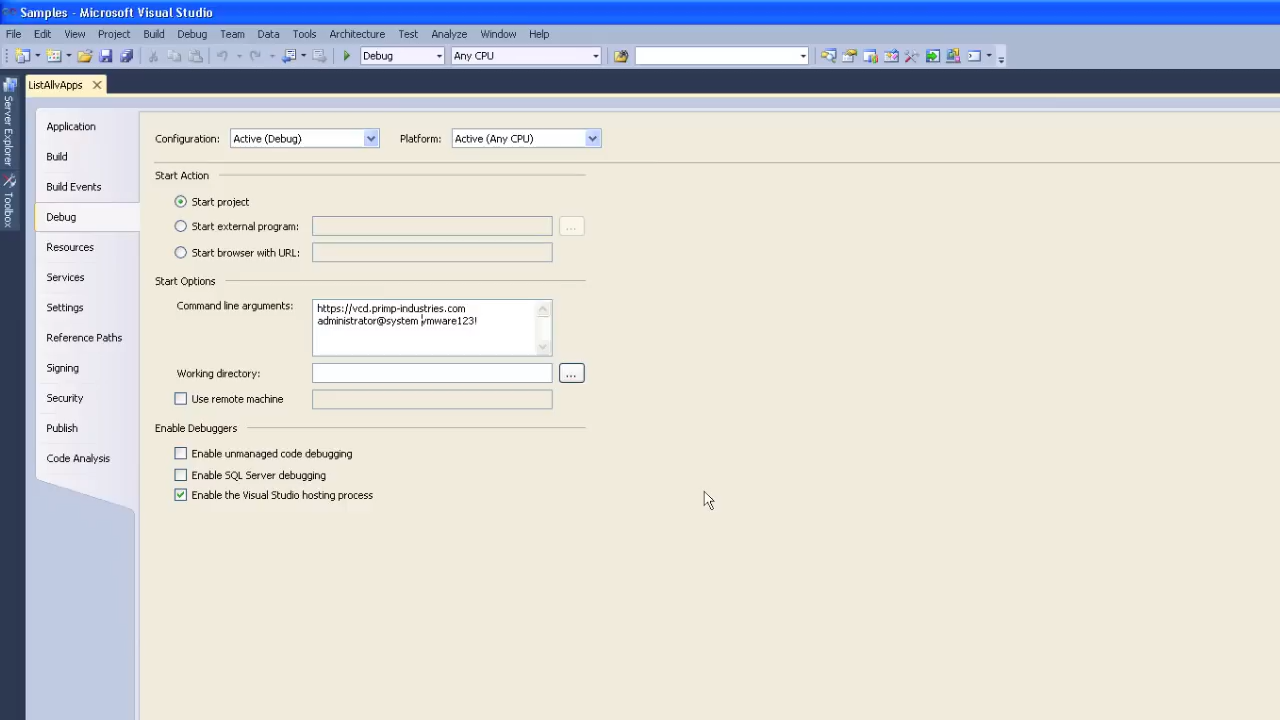 Samples - Microsoft Visual Studio
File Edit View Project Build Debug Team Data Tools Architecture Test Analyze Window Help
Debug Any CPU
ListAllvApps
Server Explorer
Toolbox
Application
Build
Build Events
Debug
Resources
Services
Settings
Reference Paths
Signing
Security
Publish
Code Analysis
Configuration: Active (Debug) Platform: Active (Any CPU)
Start Action
Start project
Start external program: ...
Start browser with URL:
Start Options
Command line arguments: https://vcd.primp-industries.com
administrator@system vmware123!
Working directory: ...
Use remote machine
Enable Debuggers
Enable unmanaged code debugging
Enable SQL Server debugging
Enable the Visual Studio hosting process